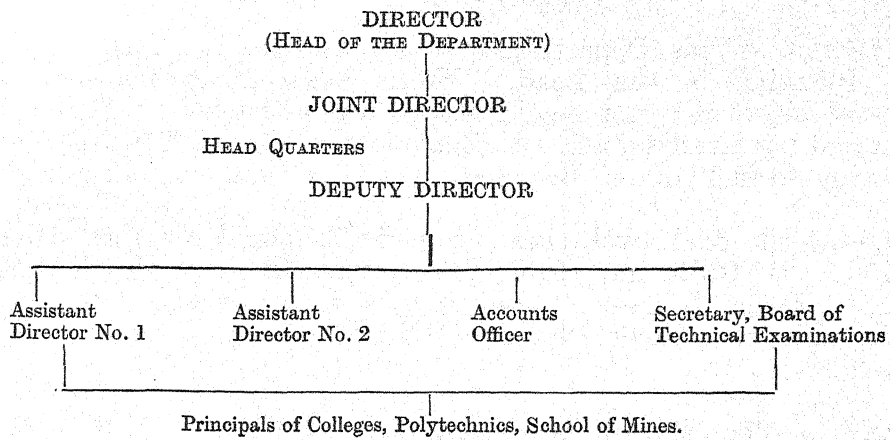 DIRECTOR
(HEAD OF THE DEPARTMENT)
JOINT DIRECTOR
HEAD QUARTERS
DEPUTY DIRECTOR
Assistant
Director No. 1
Assistant
Director No. 2
Accounts
Officer
Secretary, Board of
Technical Examinations
Principals of Colleges, Polytechnics, School of Mines.